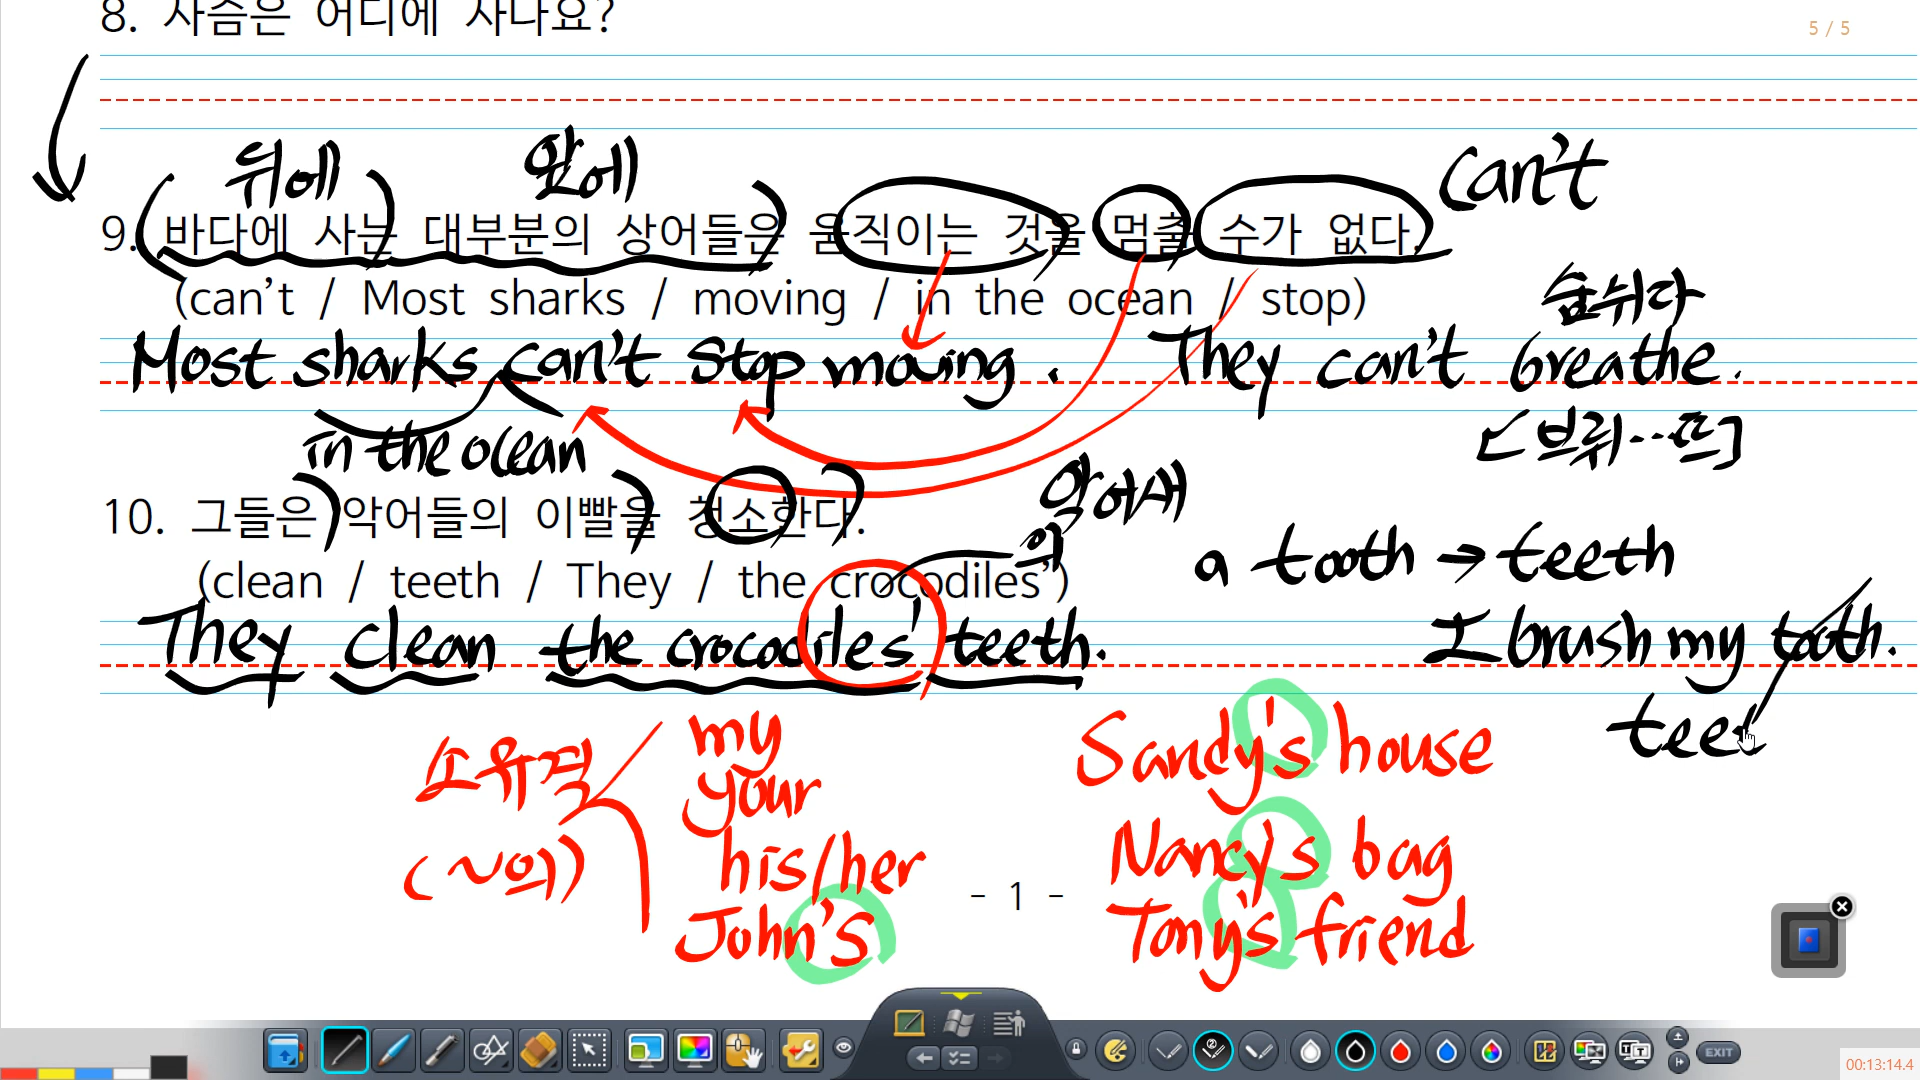 8. 사슴은 어디에 사나요?
5 / 5
뒤에 앞에 can't
9. 바다에 사는 대부분의 상어들은 움직이는 것을 멈출 수가 없다.
(can't / Most sharks / moving / in the ocean / stop)
숨쉬다
Most sharks can't stop moving. They can't breathe.
in the ocean
[브뤼...뜨]
악어새
10. 그들은 악어들의 이빨을 청소한다.
의
a tooth → teeth
(clean / teeth / They / the crocodiles')
They clean the crocodiles' teeth.
I brush my tooth.
teet
소유격
(~의)
my
your
his/her
John's
Sandy's house
Nancy's bag
Tony's friend
- 1 -
EXIT
00:13:14.4